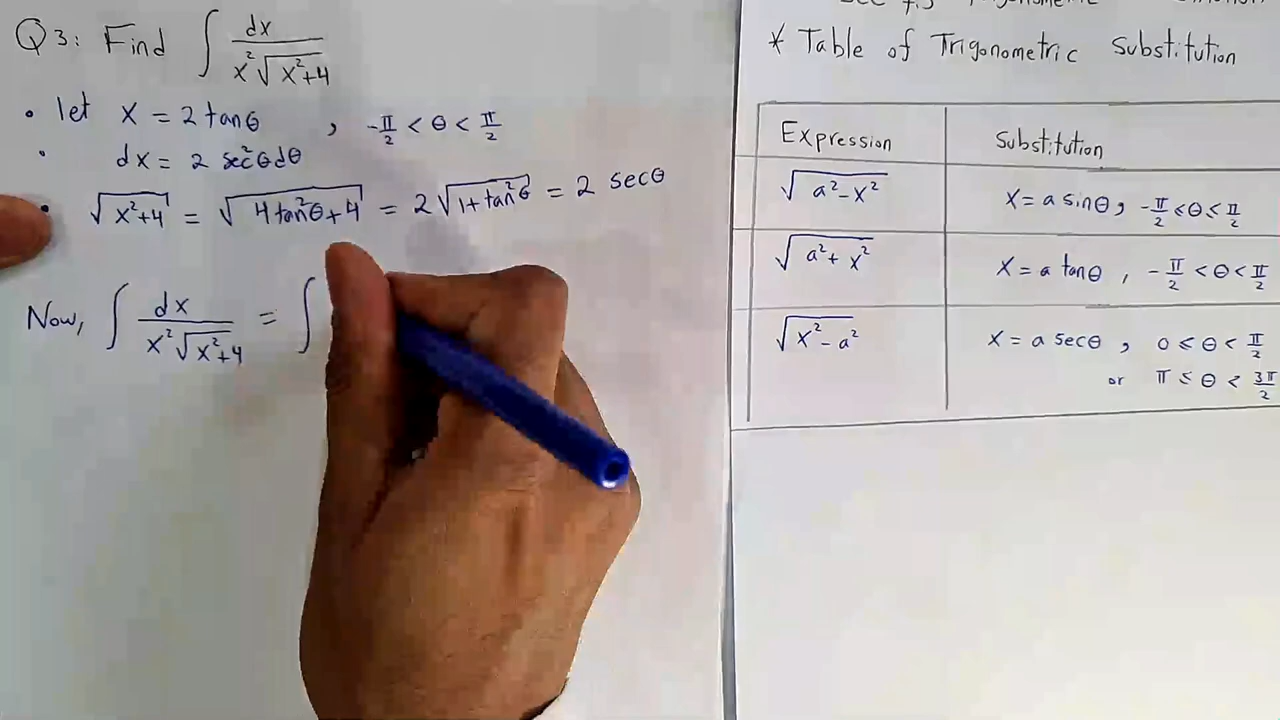 Q3: Find ∫ dx / x²√x²+4
• let x = 2 tanθ , -π/2 < θ < π/2
• dx = 2 sec²θ dθ
• √x²+4 = √4tan²θ+4 = 2√1+tan²θ = 2 secθ
Now, ∫ dx / x²√x²+4 = ∫
* Table of Trigonometric Substitution
Expression Substitution
√a²-x² x = a sinθ, -π/2 ≤ θ ≤ π/2
√a²+x² x = a tanθ , -π/2 < θ < π/2
√x²-a² x = a secθ , 0 ≤ θ < π/2
or π ≤ θ < 3π/2